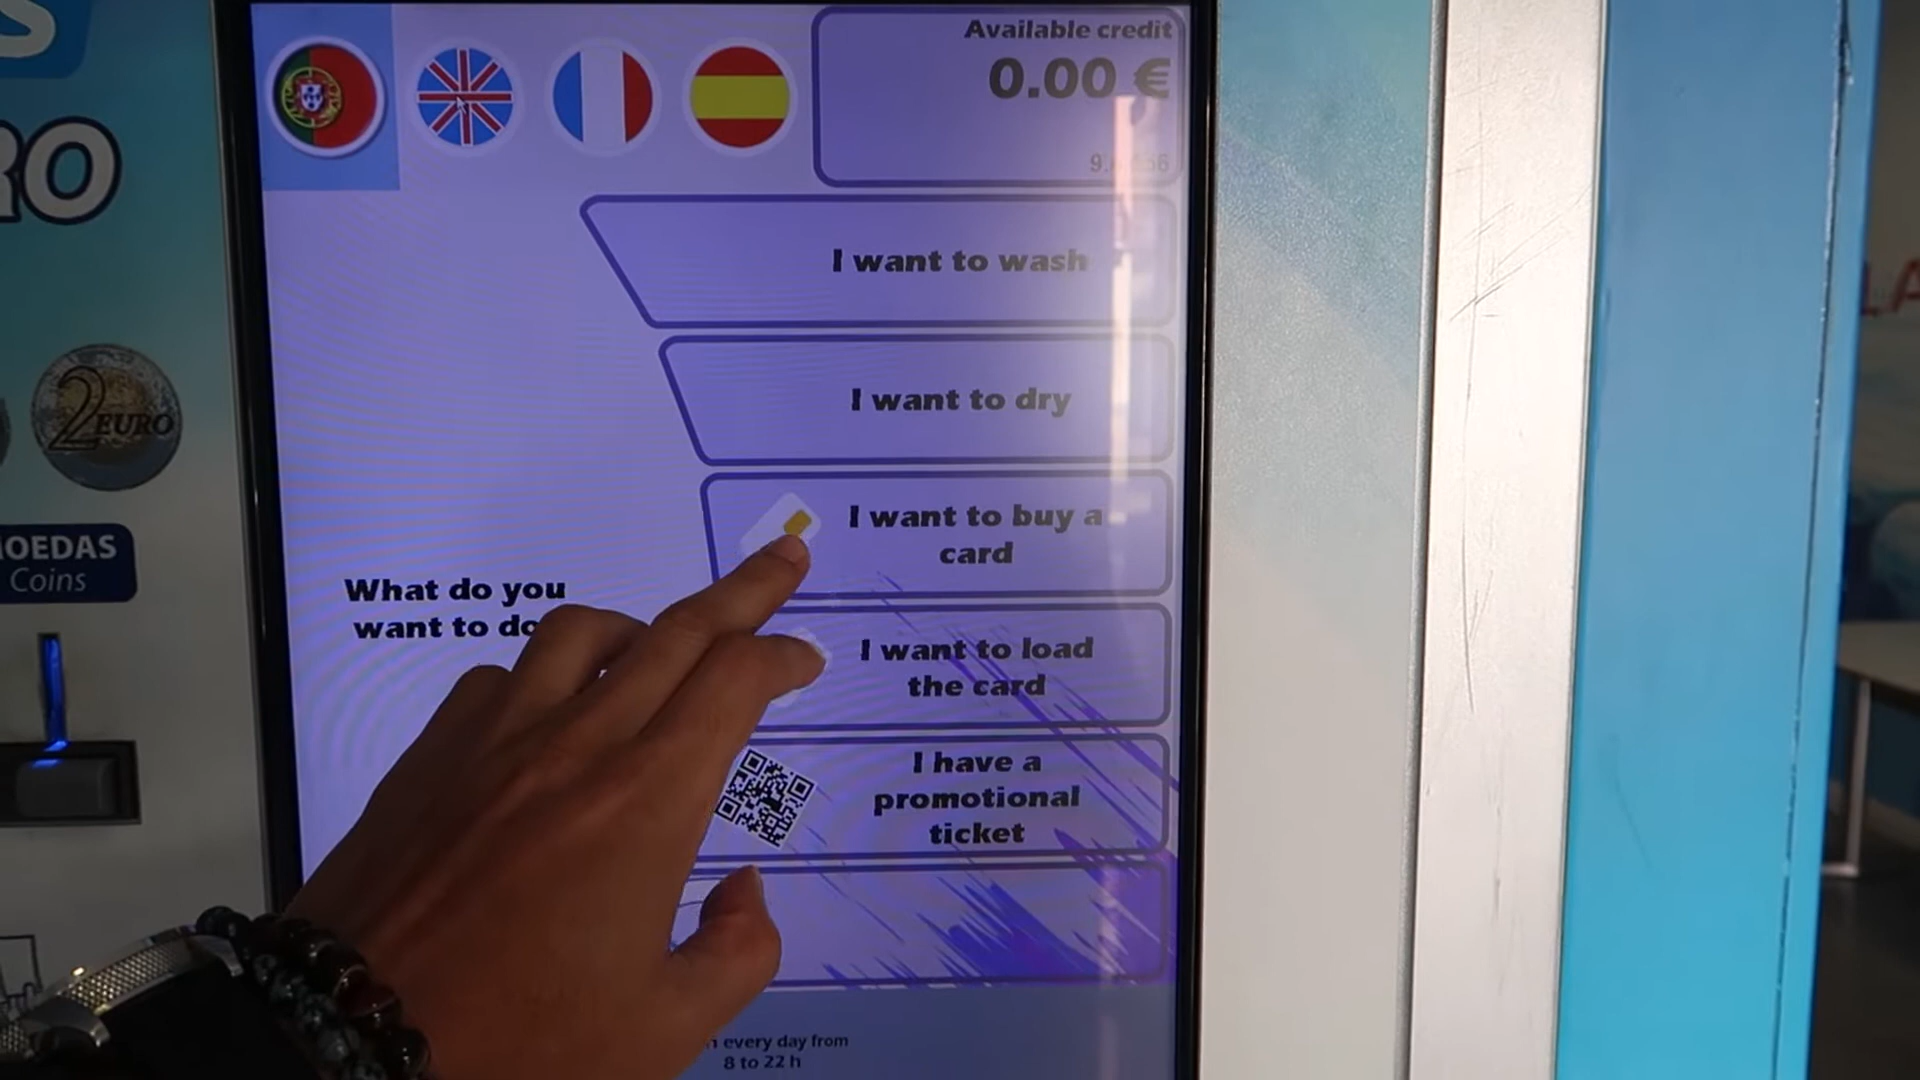 Available credit
0.00 €
I want to wash
I want to dry
I want to buy a
card
What do you
want to do
I want to load
the card
I have a
promotional
ticket
every day from
8 to 22 h
RO
2 EURO
MOEDAS
Coins
LA